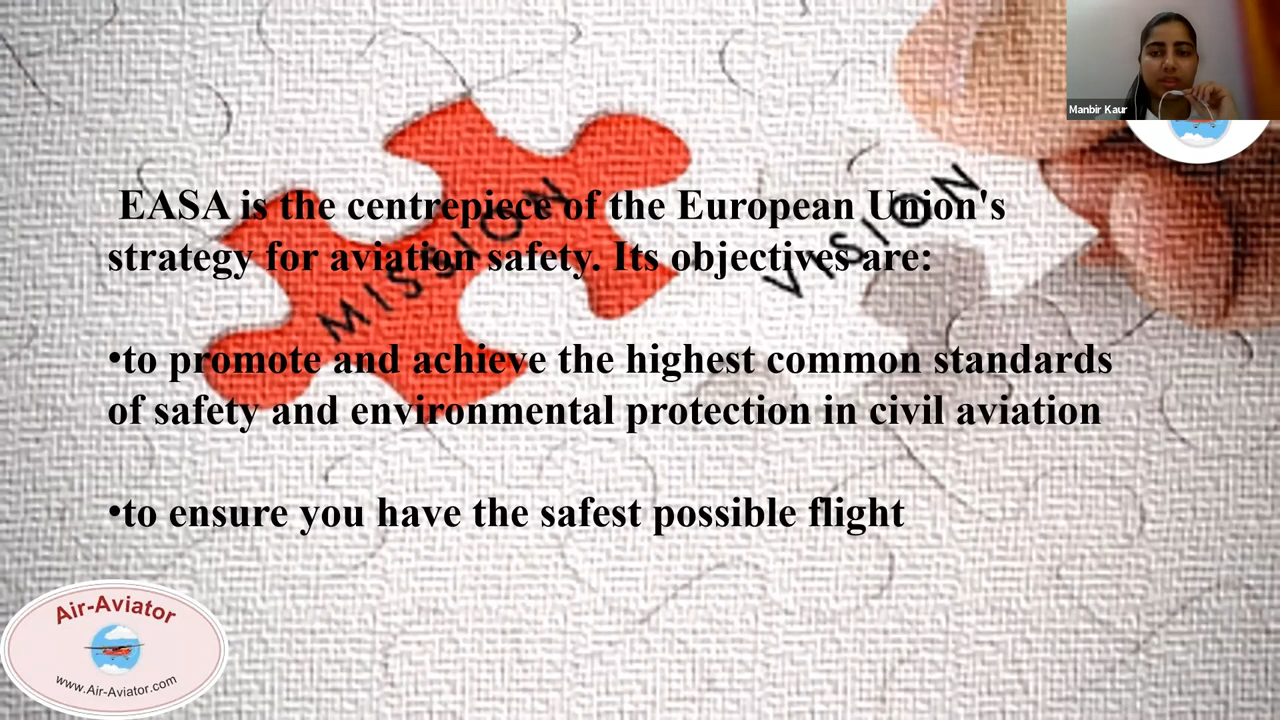 Manbir Kaur
MISSION
VISION
EASA is the centrepiece of the European Union's
strategy for aviation safety. Its objectives are:
•to promote and achieve the highest common standards
of safety and environmental protection in civil aviation
•to ensure you have the safest possible flight
Air-Aviator
www.Air-Aviator.com